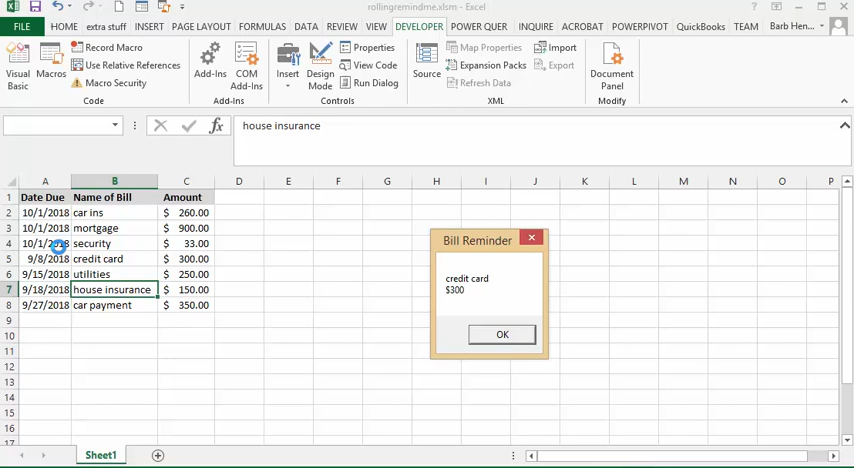 rollingremindme.xlsm - Excel
FILE HOME extra stuff INSERT PAGE LAYOUT FORMULAS DATA REVIEW VIEW DEVELOPER POWER QUER INQUIRE ACROBAT POWERPIVOT QuickBooks TEAM Barb Hen...
Visual Basic
Macros
Record Macro
Use Relative References
Macro Security
Code
Add-Ins
COM Add-Ins
Add-Ins
Insert
Design Mode
Properties
View Code
Run Dialog
Controls
Source
Map Properties
Expansion Packs
Refresh Data
Import
Export
XML
Document Panel
Modify
fx house insurance
A B C D E F G H I J K L M N O P
1 Date Due Name of Bill Amount
2 10/1/2018 car ins $ 260.00
3 10/1/2018 mortgage $ 900.00
4 10/1/2018 security $ 33.00
5 9/8/2018 credit card $ 300.00
6 9/15/2018 utilities $ 250.00
7 9/18/2018 house insurance $ 150.00
8 9/27/2018 car payment $ 350.00
9
10
11
12
13
14
15
16
17
Bill Reminder
credit card
$300
OK
Sheet1